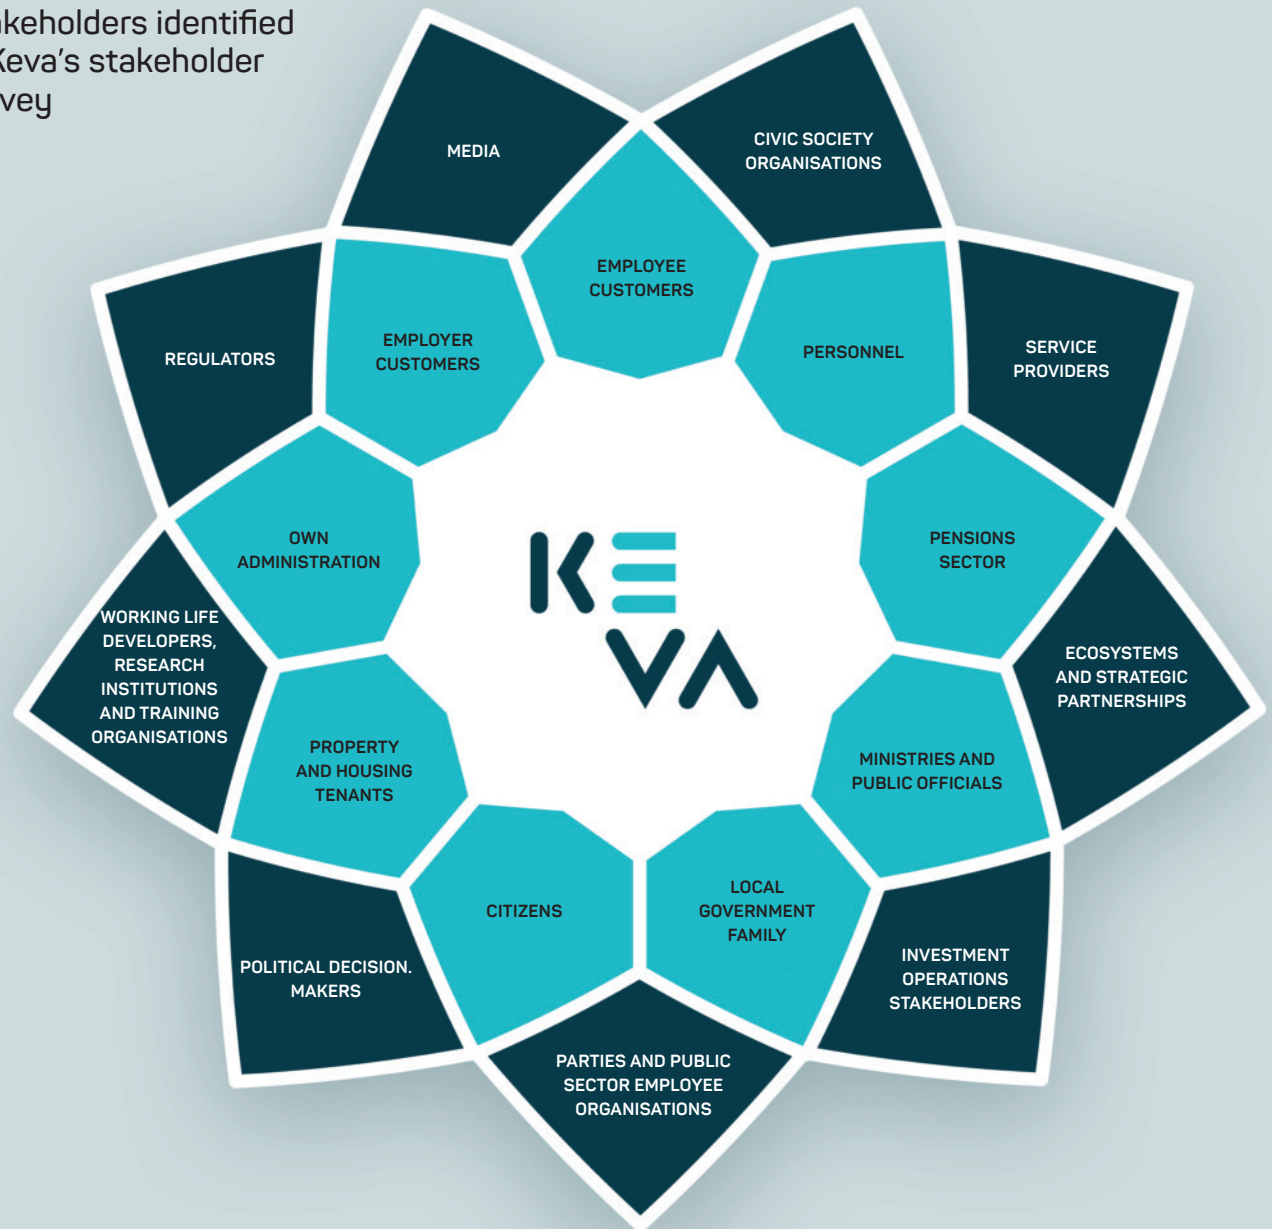 akeholders identified
Keva's stakeholder
vey
MEDIA
CIVIC SOCIETY
ORGANISATIONS
EMPLOYEE
CUSTOMERS
EMPLOYER
CUSTOMERS
PERSONNEL
REGULATORS
SERVICE
PROVIDERS
OWN
ADMINISTRATION
PENSIONS
SECTOR
KE
VA
WORKING LIFE
DEVELOPERS,
RESEARCH
INSTITUTIONS
AND TRAINING
ORGANISATIONS
ECOSYSTEMS
AND STRATEGIC
PARTNERSHIPS
PROPERTY
AND HOUSING
TENANTS
MINISTRIES AND
PUBLIC OFFICIALS
CITIZENS
LOCAL
GOVERNMENT
FAMILY
POLITICAL DECISION.
MAKERS
INVESTMENT
OPERATIONS
STAKEHOLDERS
PARTIES AND PUBLIC
SECTOR EMPLOYEE
ORGANISATIONS